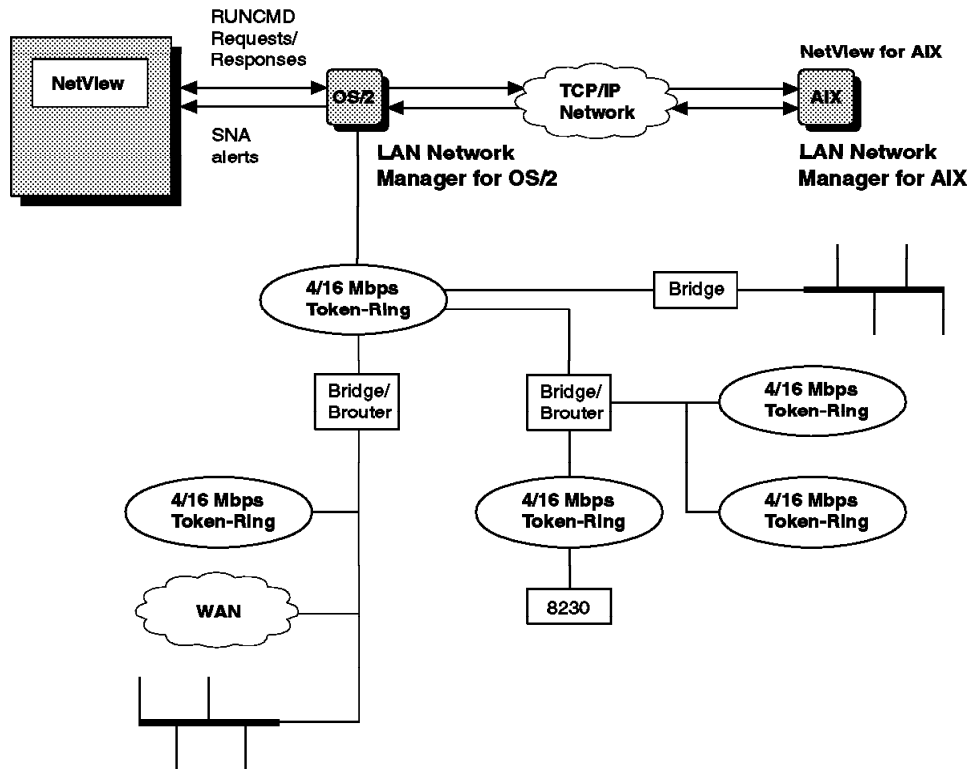 RUNCMD
Requests/
Responses
NetView
SNA
alerts
OS/2
LAN Network
Manager for OS/2
TCP/IP
Network
NetView for AIX
AIX
LAN Network
Manager for AIX
4/16 Mbps
Token-Ring
Bridge
Bridge/
Brouter
Bridge/
Brouter
4/16 Mbps
Token-Ring
4/16 Mbps
Token-Ring
4/16 Mbps
Token-Ring
4/16 Mbps
Token-Ring
WAN
8230